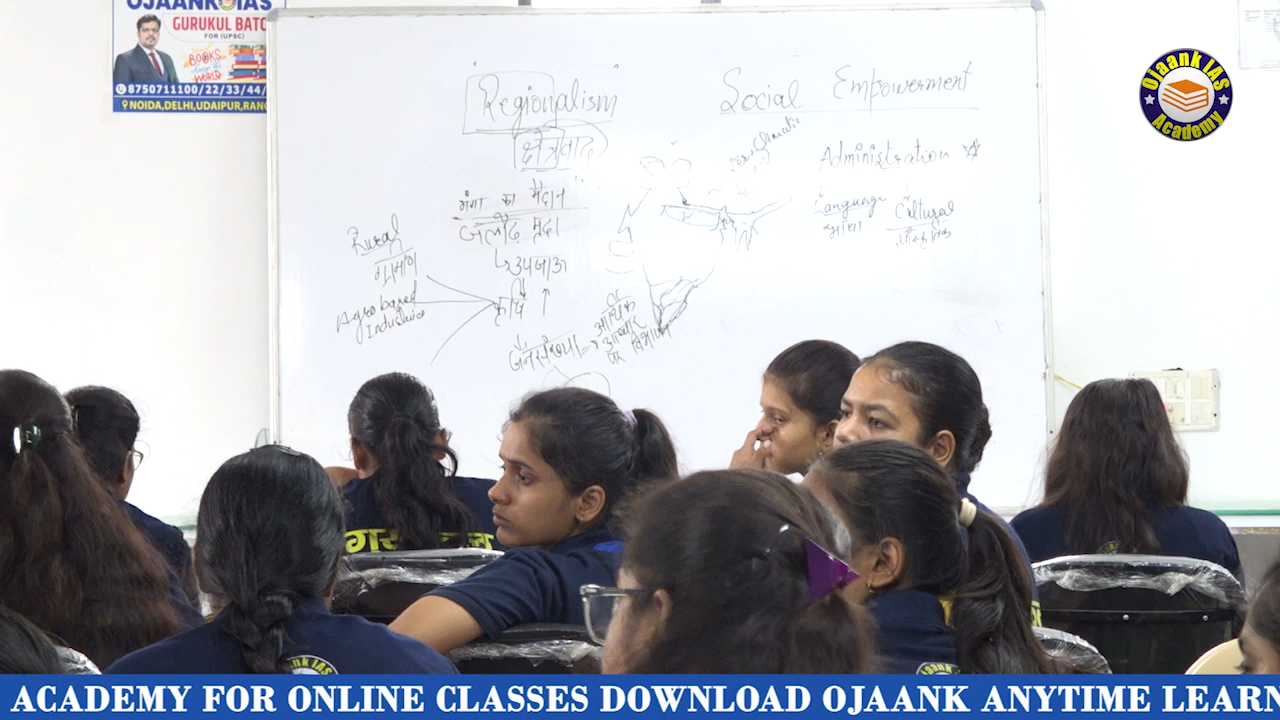 OJAANK IAS
GURUKUL BATC
FOR (UPSC)
BOOKS
WORLD
8750711100/22/33/44/
NOIDA,DELHI,UDAIPUR,RANC
Ojaank IAS
Academy
"Regionalism"
क्षेत्रवाद
Social Empowerment
Administration
Language
भाषा
Cultural
गंगा का मैदान
जलोढ़ मृदा
उपजाऊ
कृषि ↑
Rural
ग्रामीण
Agro based
Industries
जनसंख्या =
आर्थिक
आधार
पर विभाजन
ACADEMY FOR ONLINE CLASSES DOWNLOAD OJAANK ANYTIME LEARN